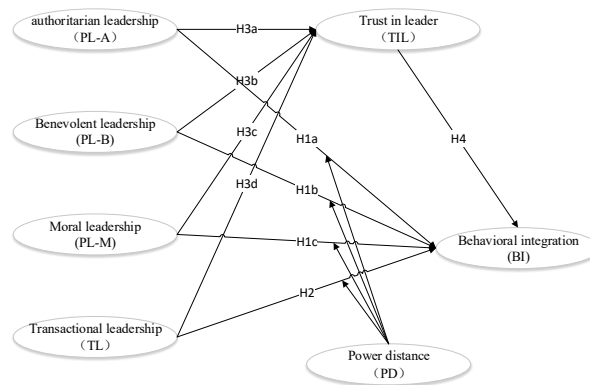 authoritarian leadership
（PL-A）
H3a
Trust in leader
（TIL）
H3b
Benevolent leadership
(PL-B)
H3c
H1a
H4
H3d
H1b
Moral leadership
(PL-M)
H1c
Behavioral integration
(BI)
H2
Transactional leadership
（TL）
Power distance
（PD）